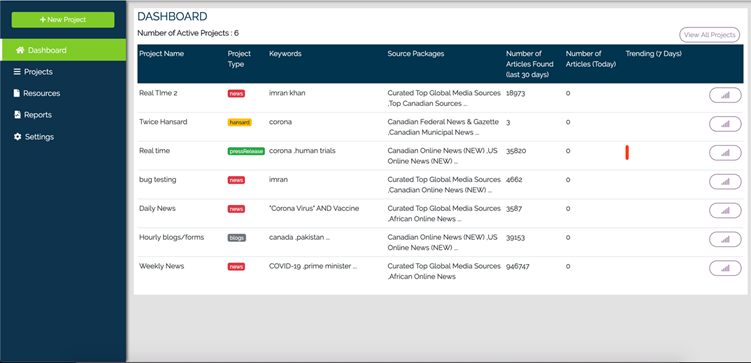 + New Project
Dashboard
Projects
Resources
Reports
Settings
DASHBOARD
Number of Active Projects : 6
View All Projects
Project Name Project Type Keywords Source Packages Number of Articles Found (last 30 days) Number of Articles (Today) Trending (7 Days)
Real TIme 2 news imran khan Curated Top Global Media Sources ,Top Canadian Sources ... 18973 0
Twice Hansard hansard corona Canadian Federal News & Gazette ,Canadian Municipal News ... 3 0
Real time pressRelease corona ,human trials Canadian Online News (NEW) ,US Online News (NEW) ... 35820 0
bug testing news imran Curated Top Global Media Sources ,Canadian Online News (NEW) ... 4662 0
Daily News news "Corona Virus" AND Vaccine Curated Top Global Media Sources ,African Online News ... 3587 0
Hourly blogs/forms blogs canada ,pakistan ... Canadian Online News (NEW) ,US Online News (NEW) ... 39153 0
Weekly News news COVID-19 ,prime minister ... Curated Top Global Media Sources ,African Online News 946747 0